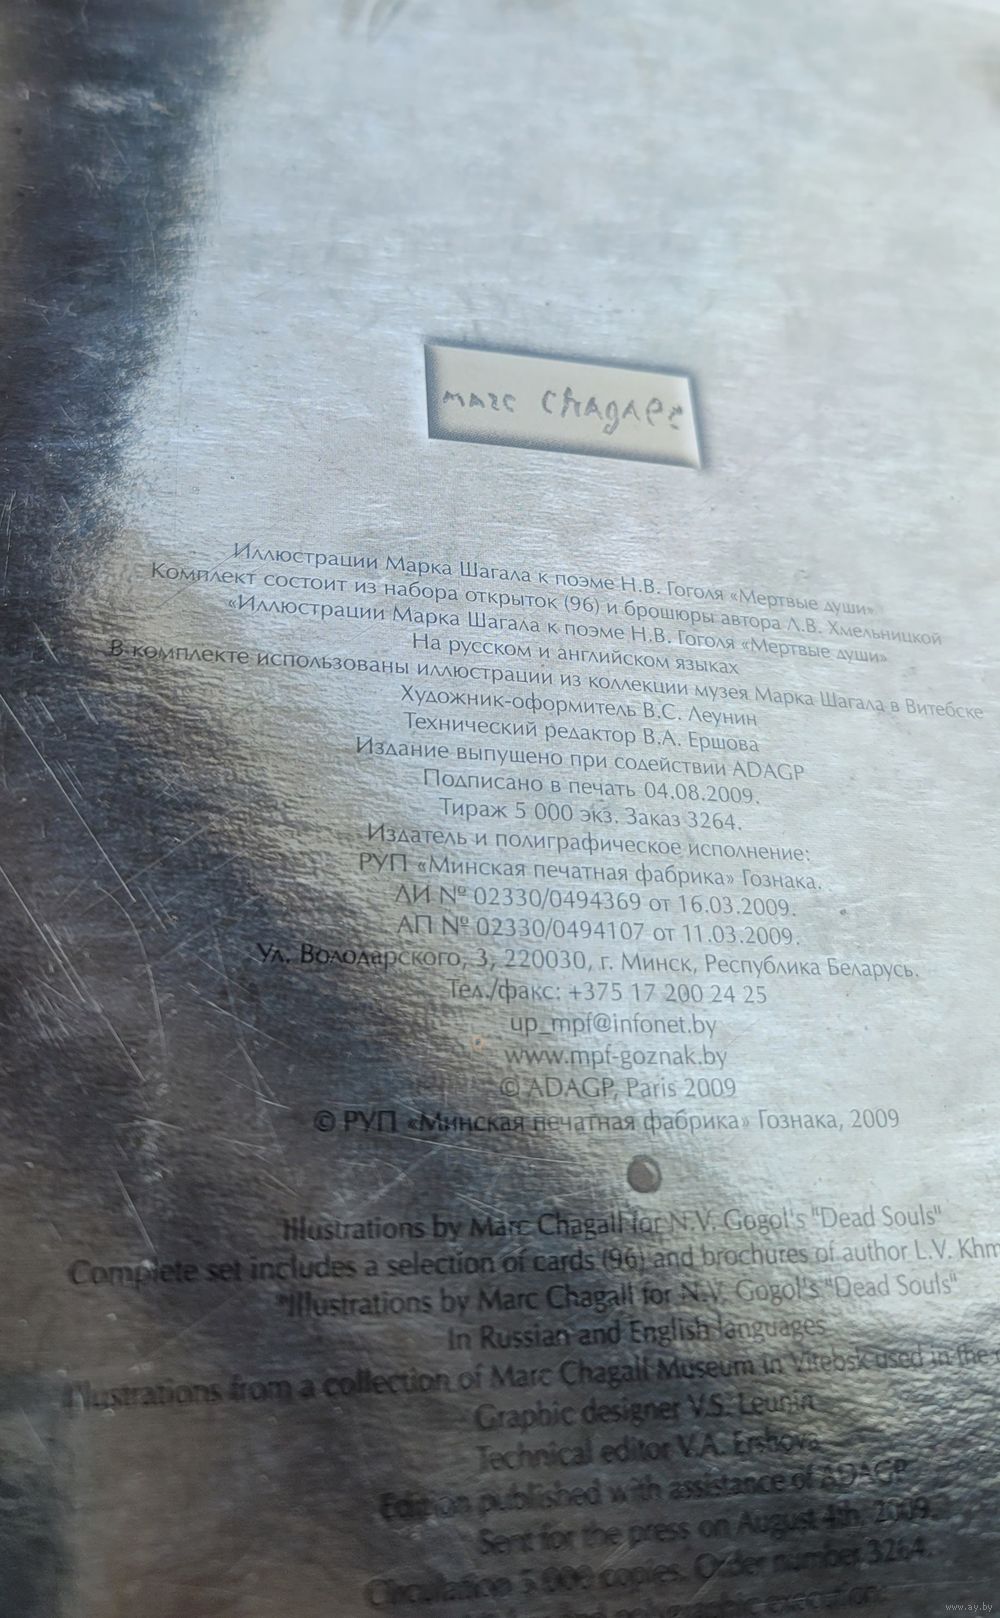 marc chagall
Иллюстрации Марка Шагала к поэме Н.В. Гоголя «Мертвые души»
Комплект состоит из набора открыток (96) и брошюры автора Л.В. Хмельницкой
«Иллюстрации Марка Шагала к поэме Н.В. Гоголя «Мертвые души»
На русском и английском языках
В комплекте использованы иллюстрации из коллекции музея Марка Шагала в Витебске
Художник-оформитель В.С. Леунин
Технический редактор В.А. Ершова
Издание выпущено при содействии ADAGP
Подписано в печать 04.08.2009.
Тираж 5 000 экз. Заказ 3264.
Издатель и полиграфическое исполнение:
РУП «Минская печатная фабрика» Гознака.
ЛИ № 02330/0494369 от 16.03.2009.
ЛП № 02330/0494107 от 11.03.2009.
Ул. Володарского, 3, 220030, г. Минск, Республика Беларусь.
Тел./факс: +375 17 200 24 25
up_mpf@infonet.by
www.mpf-goznak.by
© ADAGP, Paris 2009
© РУП «Минская печатная фабрика» Гознака, 2009
Illustrations by Marc Chagall for N.V. Gogol's "Dead Souls"
Complete set includes a selection of cards (96) and brochures of author L.V. Khm
"Illustrations by Marc Chagall for N.V. Gogol's "Dead Souls"
In Russian and English languages
Illustrations from a collection of Marc Chagall Museum in Vitebsk used in the
Graphic designer V.S. Leunin
Technical editor V.A. Ershova
Edition published with assistance of ADAGP
Sent for the press on August 4th, 2009.
Circulation 5 000 copies. Order number 3264.
www.ay.by